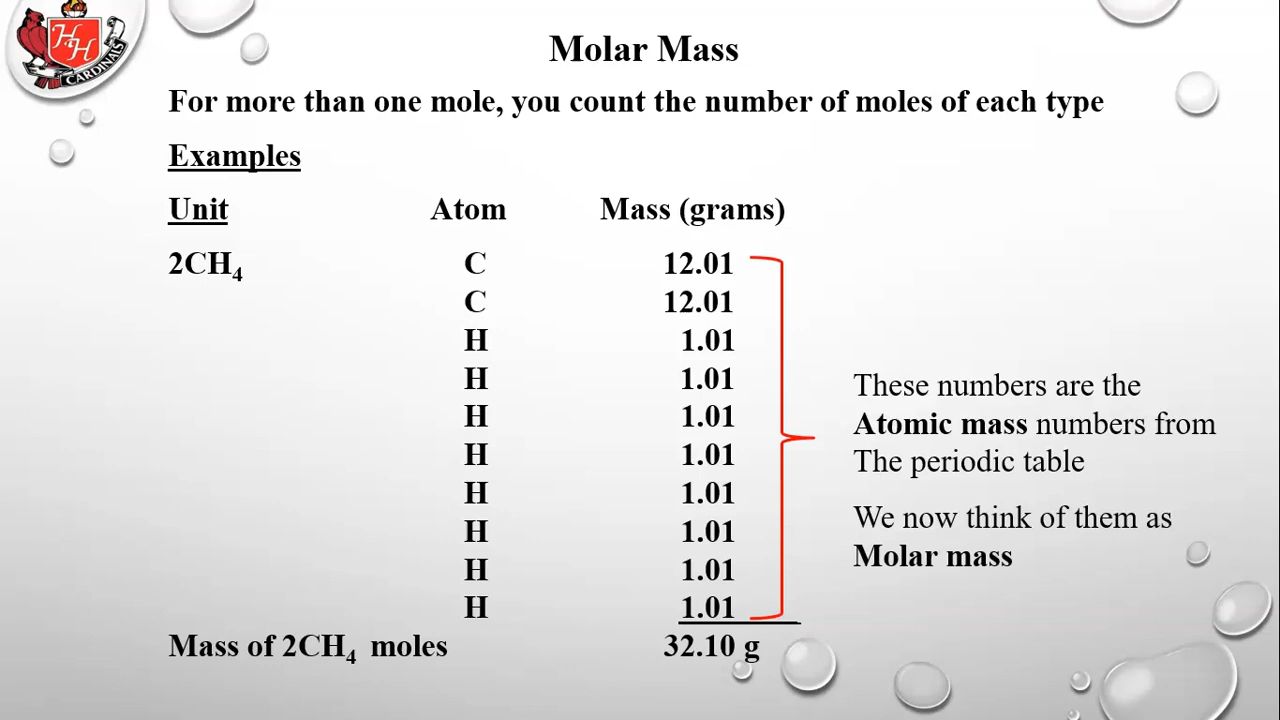 HH
CARDINALS
Molar Mass
For more than one mole, you count the number of moles of each type
Examples
Unit Atom Mass (grams)
2CH₄ C 12.01
C 12.01
H 1.01
H 1.01
H 1.01
H 1.01
H 1.01
H 1.01
H 1.01
H 1.01
Mass of 2CH₄ moles 32.10 g
These numbers are the
Atomic mass numbers from
The periodic table
We now think of them as
Molar mass